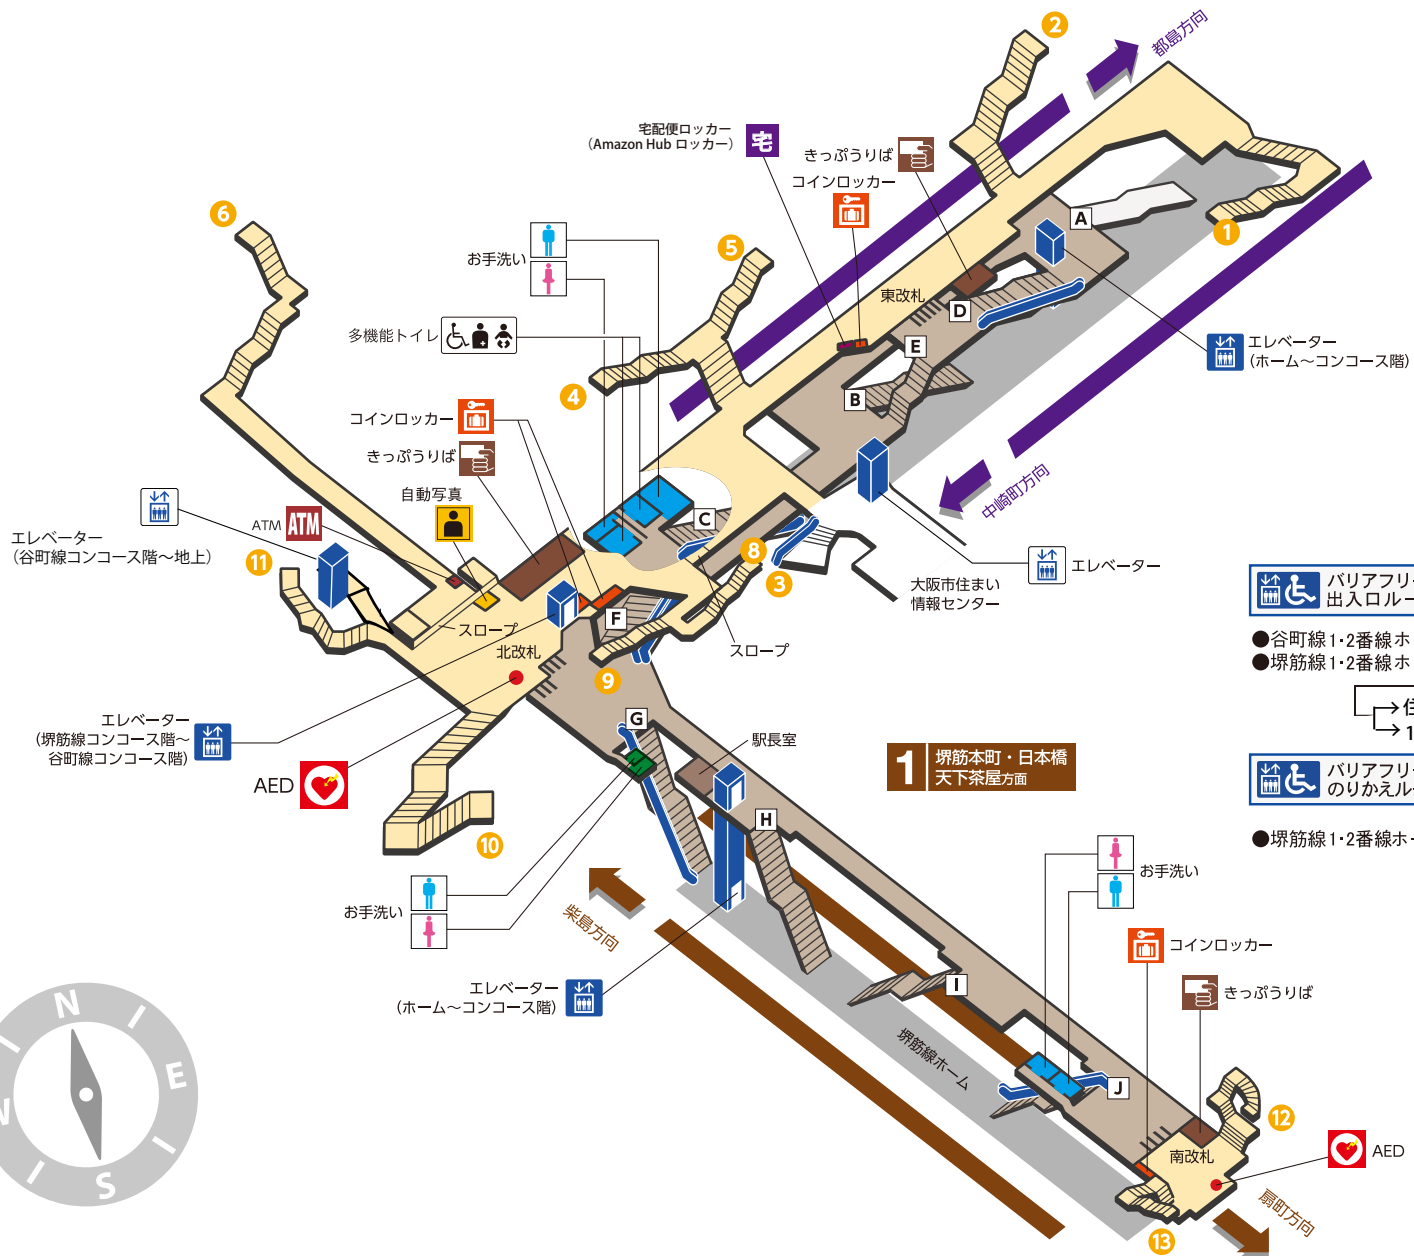 2
都島方向
宅配便ロッカー
（Amazon Hub ロッカー）
宅
きっぷうりば
コインロッカー
6
5
A
1
お手洗い
東改札
D
多機能トイレ
E
エレベーター
（ホーム〜コンコース階）
4
B
コインロッカー
きっぷうりば
自動写真
中崎町方向
ATM
ATM
C
エレベーター
（谷町線コンコース階〜地上）
11
8
3
エレベーター
大阪市住まい
情報センター
バリアフリ
出入口ルー
スロープ
F
北改札
スロープ
●谷町線1・2番線ホ
●堺筋線1・2番線ホ
9
→住
→1
エレベーター
（堺筋線コンコース階〜
谷町線コンコース階）
G
駅長室
1
堺筋本町・日本橋
天下茶屋方面
バリアフリ
のりかえル
AED
10
H
●堺筋線1・2番線ホ
お手洗い
お手洗い
柴島方向
コインロッカー
エレベーター
（ホーム〜コンコース階）
I
きっぷうりば
N
E
S
堺筋線ホーム
J
12
南改札
AED
扇町方向
13